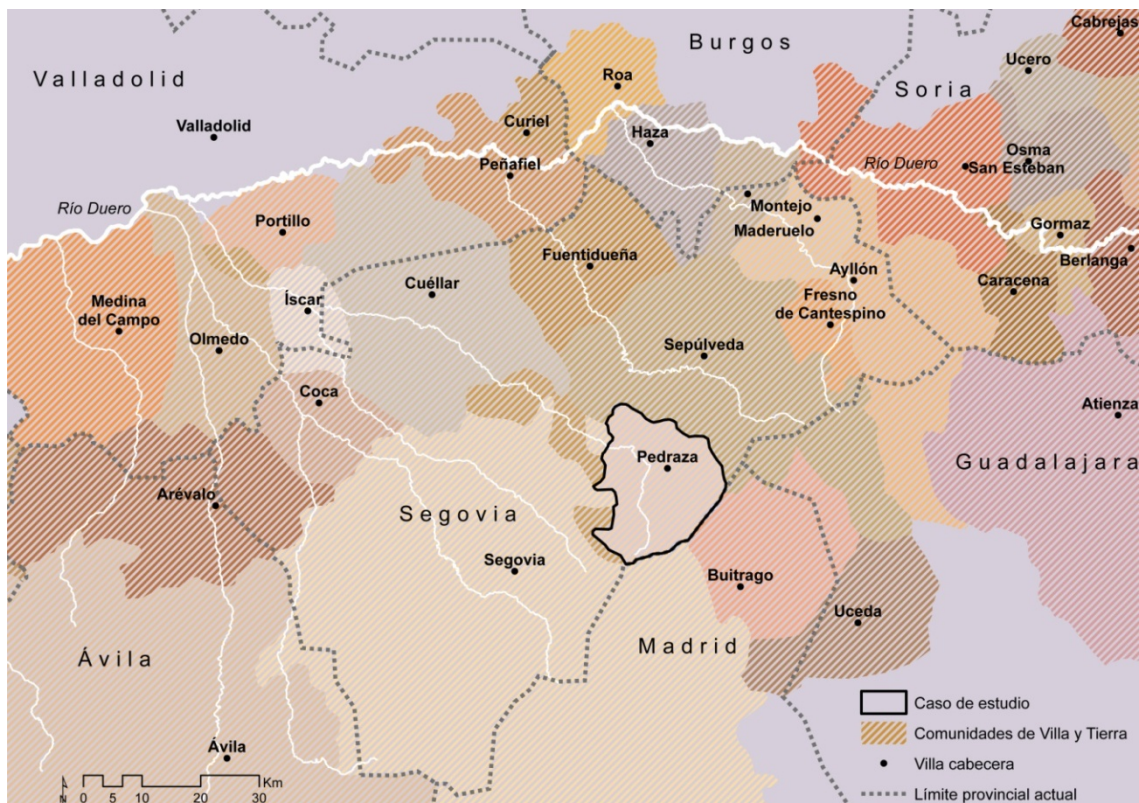 Cabrejas
Burgos
Valladolid
Roa
Ucero
Soria
Valladolid
Curiel
Haza
Peñafiel
Osma
Río Duero
San Esteban
Río Duero
Portillo
Montejo
Maderuelo
Gormaz
Berlanga
Fuentidueña
Ayllón
Caracena
Cuéllar
Medina
del Campo
Íscar
Fresno
de Cantespino
Olmedo
Sepúlveda
Coca
Atienza
Pedraza
Guadalajara
Arévalo
Segovia
Segovia
Buitrago
Uceda
Madrid
Ávila
Caso de estudio
Comunidades de Villa y Tierra
Villa cabecera
Límite provincial actual
Ávila
Km
N
0 5 10 20 30